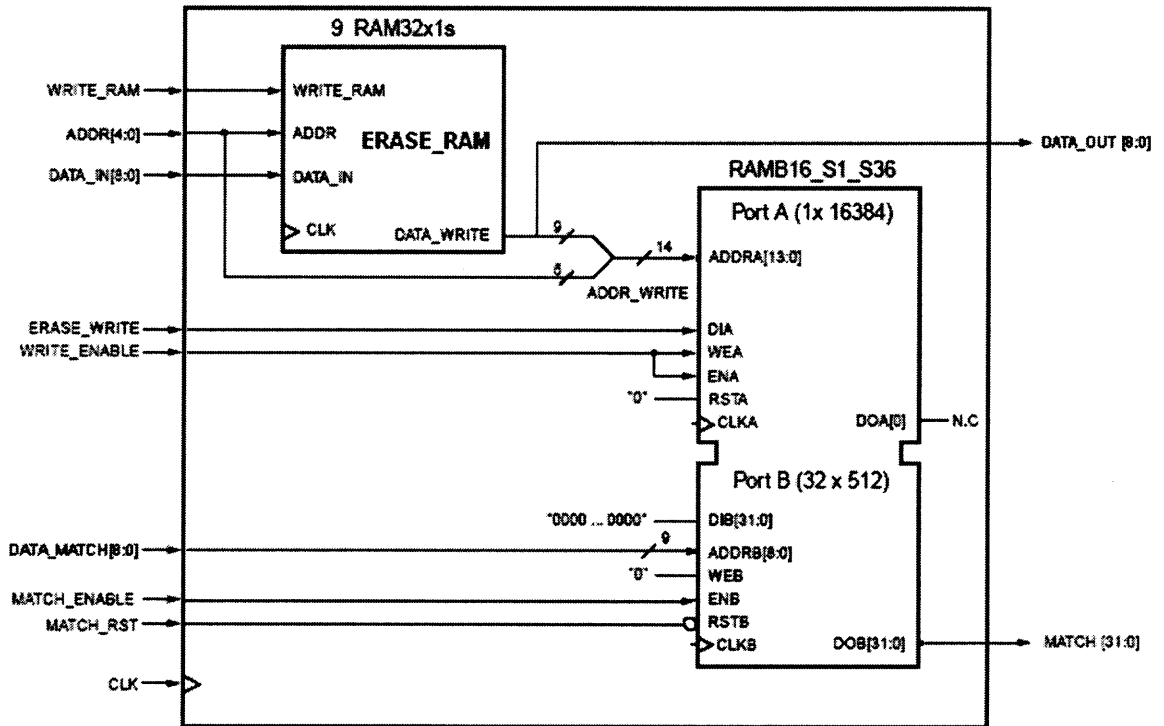 9 RAM32x1s
WRITE_RAM
WRITE_RAM
ADDR[4:0]
ADDR
ERASE_RAM
DATA_OUT [8:0]
DATA_IN[8:0]
DATA_IN
RAMB16_S1_S36
CLK
DATA_WRITE
9
Port A (1x 16384)
5
14
ADDRA[13:0]
ADDR_WRITE
ERASE_WRITE
DIA
WRITE_ENABLE
WEA
ENA
"0"
RSTA
CLKA
DOA[0]
N.C
Port B (32 x 512)
"0000 ... 0000"
DIB[31:0]
DATA_MATCH[8:0]
9
ADDRB[8:0]
"0"
WEB
MATCH_ENABLE
ENB
MATCH_RST
RSTB
CLKB
DOB[31:0]
MATCH [31:0]
CLK